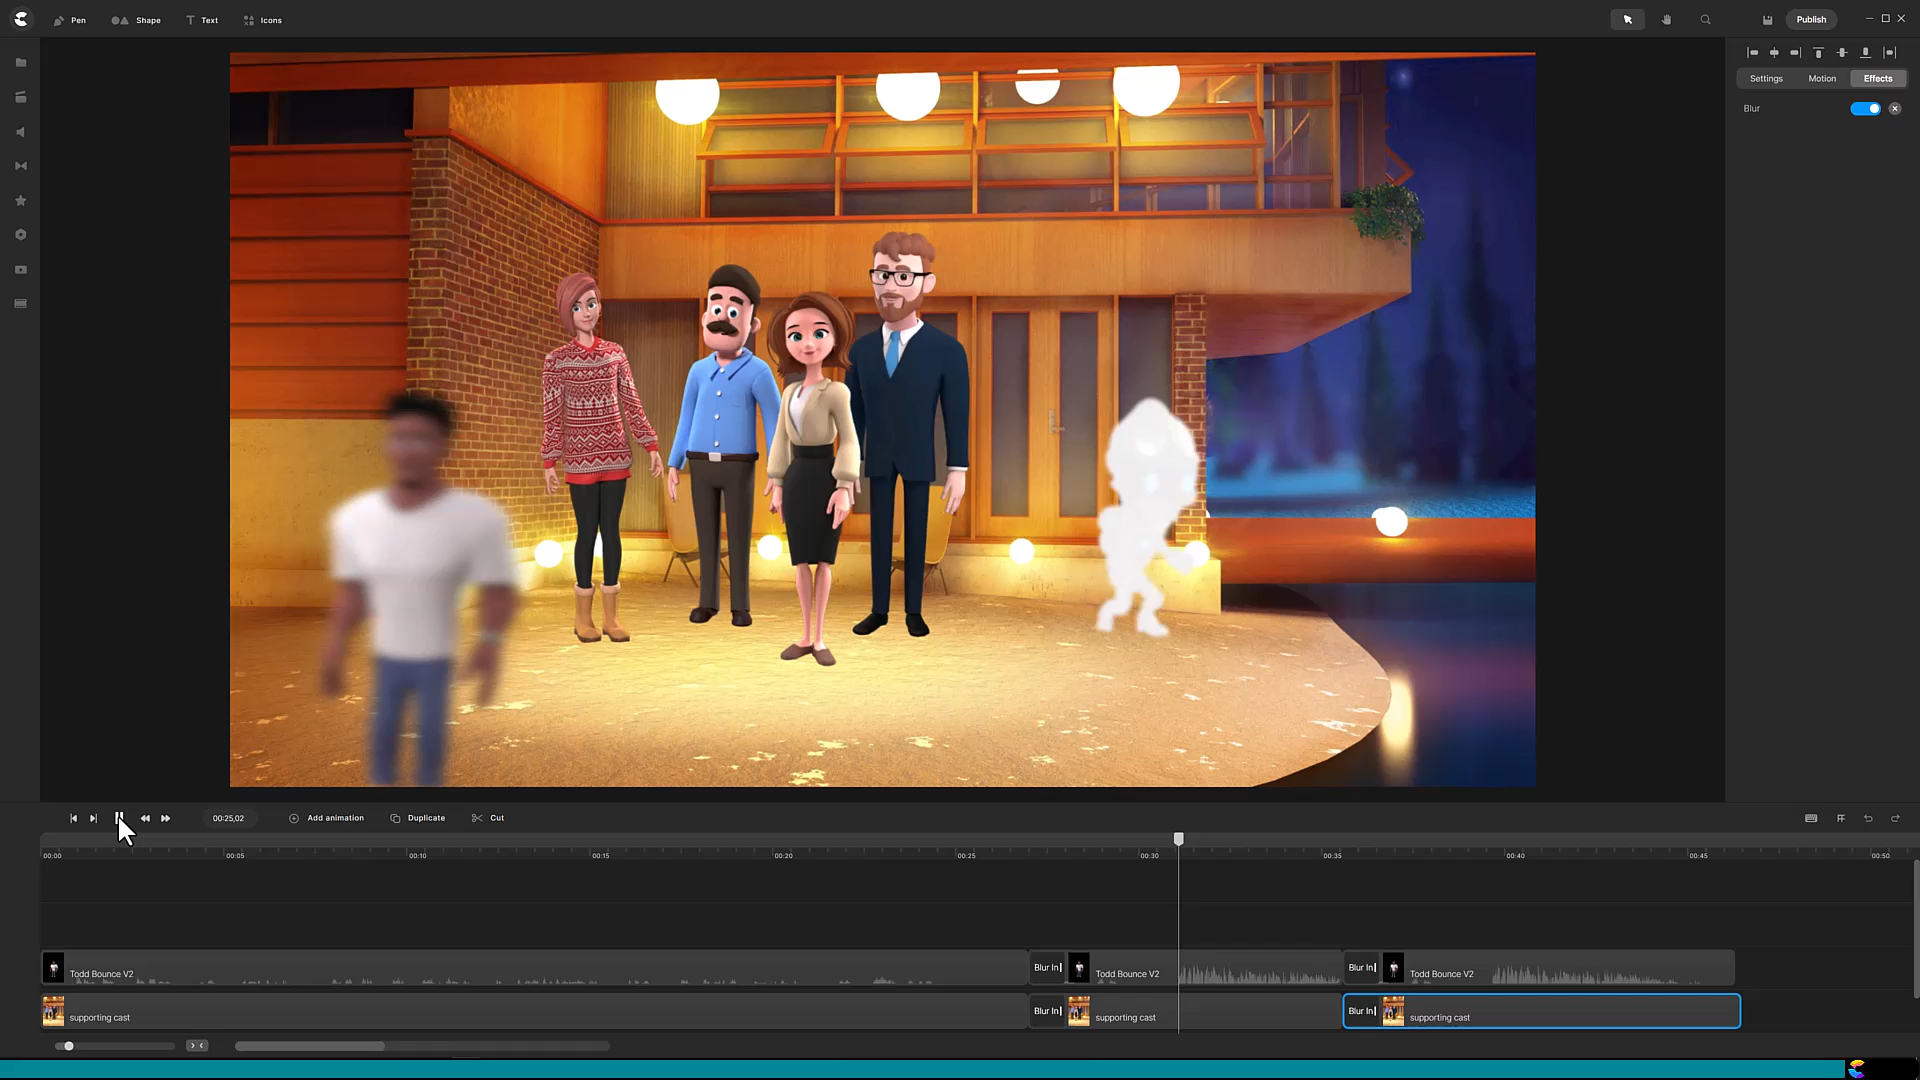 Pen Shape Text Icons Publish
Settings Motion Effects
Blur
00:25,02 Add animation Duplicate Cut
00:00 00:05 00:10 00:15 00:20 00:25 00:30 00:35 00:40 00:45 00:50
Todd Bounce V2 Blur In Todd Bounce V2 Blur In Todd Bounce V2
supporting cast Blur In supporting cast Blur In supporting cast